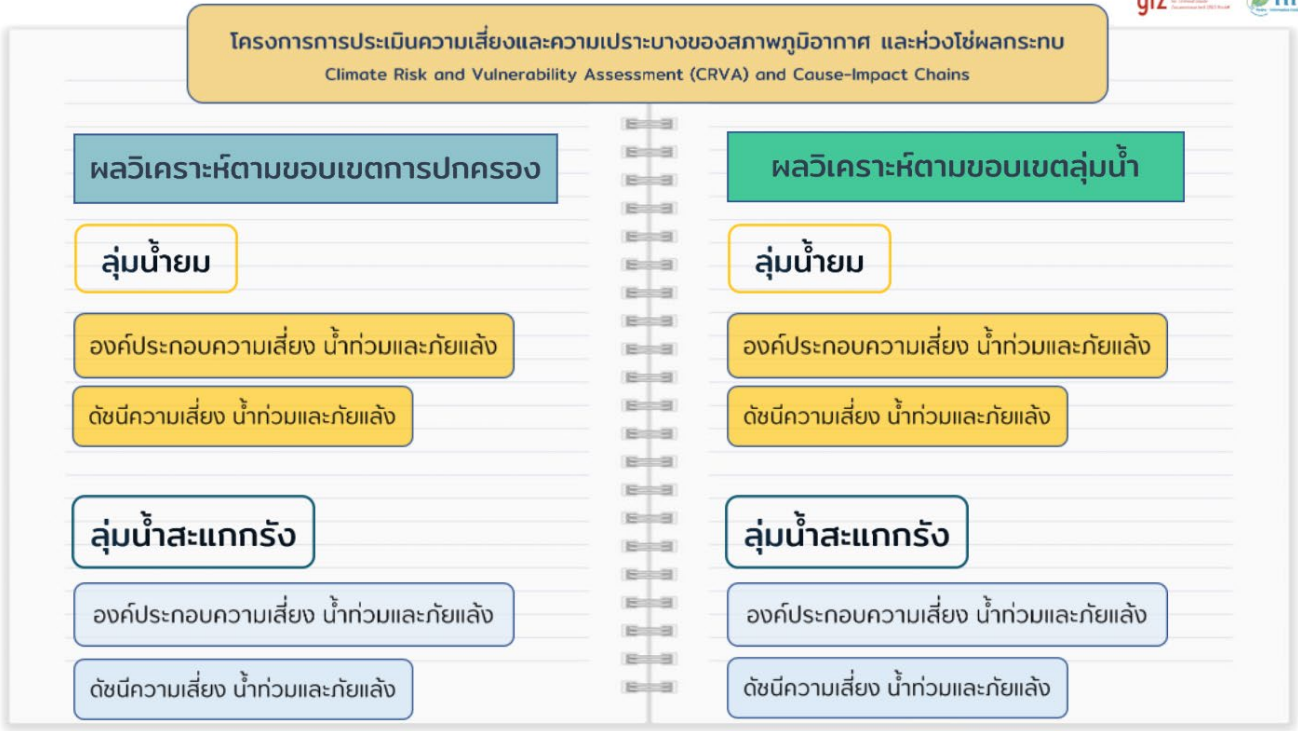 giz
โครงการการประเมินความเสี่ยงและความเปราะบางของสภาพภูมิอากาศ และห่วงโซ่ผลกระทบ
Climate Risk and Vulnerability Assessment (CRVA) and Cause-Impact Chains
ผลวิเคราะห์ตามขอบเขตการปกครอง
ลุ่มน้ำยม
องค์ประกอบความเสี่ยง น้ำท่วมและภัยแล้ง
ดัชนีความเสี่ยง น้ำท่วมและภัยแล้ง
ลุ่มน้ำสะแกกรัง
องค์ประกอบความเสี่ยง น้ำท่วมและภัยแล้ง
ดัชนีความเสี่ยง น้ำท่วมและภัยแล้ง
ผลวิเคราะห์ตามขอบเขตลุ่มน้ำ
ลุ่มน้ำยม
องค์ประกอบความเสี่ยง น้ำท่วมและภัยแล้ง
ดัชนีความเสี่ยง น้ำท่วมและภัยแล้ง
ลุ่มน้ำสะแกกรัง
องค์ประกอบความเสี่ยง น้ำท่วมและภัยแล้ง
ดัชนีความเสี่ยง น้ำท่วมและภัยแล้ง